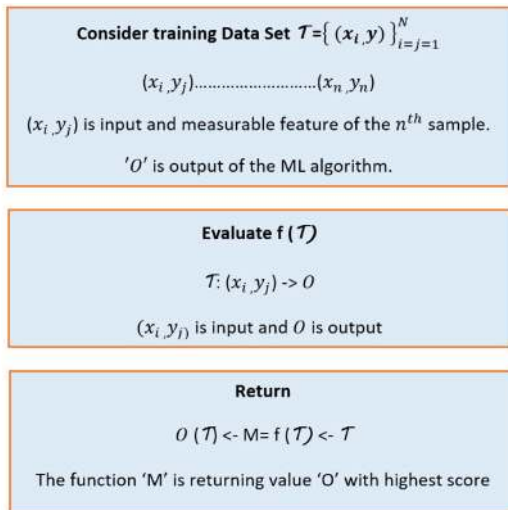 Consider training Data Set 𝒯={ (xᵢ,y) }ᵢ₌ⱼ₌₁ᴺ
(xᵢ,yⱼ)............................(xₙ,yₙ)
(xᵢ,yⱼ) is input and measurable feature of the nᵗʰ sample.
'O' is output of the ML algorithm.
Evaluate f (𝒯)
𝒯: (xᵢ,yⱼ) -> O
(xᵢ,yⱼ) is input and O is output
Return
O (𝒯) <- M= f (𝒯) <- 𝒯
The function 'M' is returning value 'O' with highest score